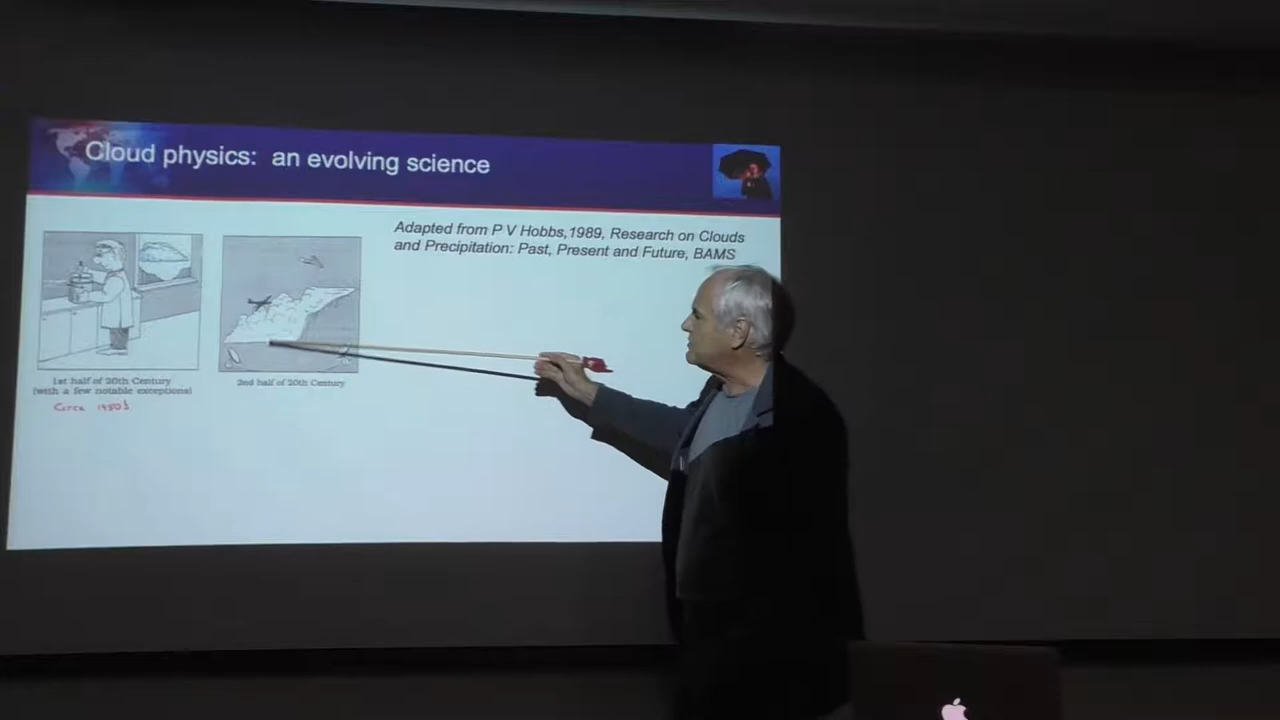 Cloud physics: an evolving science
Adapted from P V Hobbs,1989, Research on Clouds
and Precipitation: Past, Present and Future, BAMS
1st half of 20th Century
(with a few notable exceptions)
Circa 1950's
2nd half of 20th Century